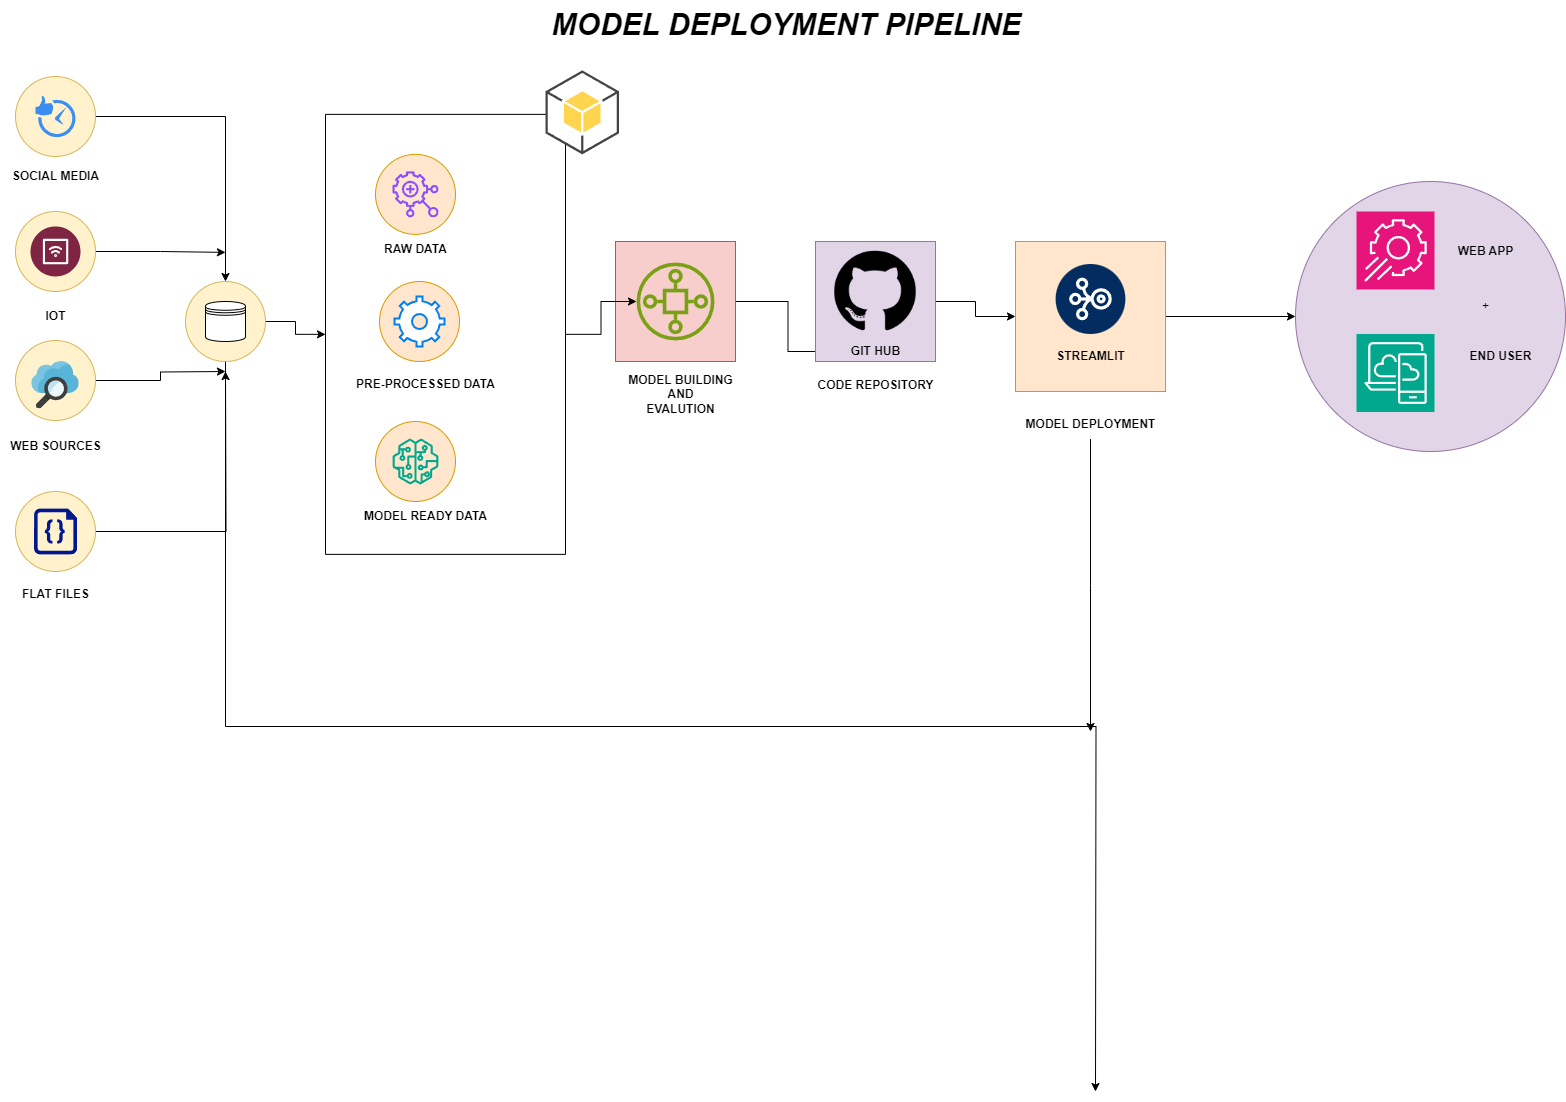 MODEL DEPLOYMENT PIPELINE
SOCIAL MEDIA
IOT
WEB SOURCES
FLAT FILES
RAW DATA
PRE-PROCESSED DATA
MODEL READY DATA
MODEL BUILDING
AND
EVALUTION
GIT HUB
CODE REPOSITORY
STREAMLIT
MODEL DEPLOYMENT
WEB APP
+
END USER